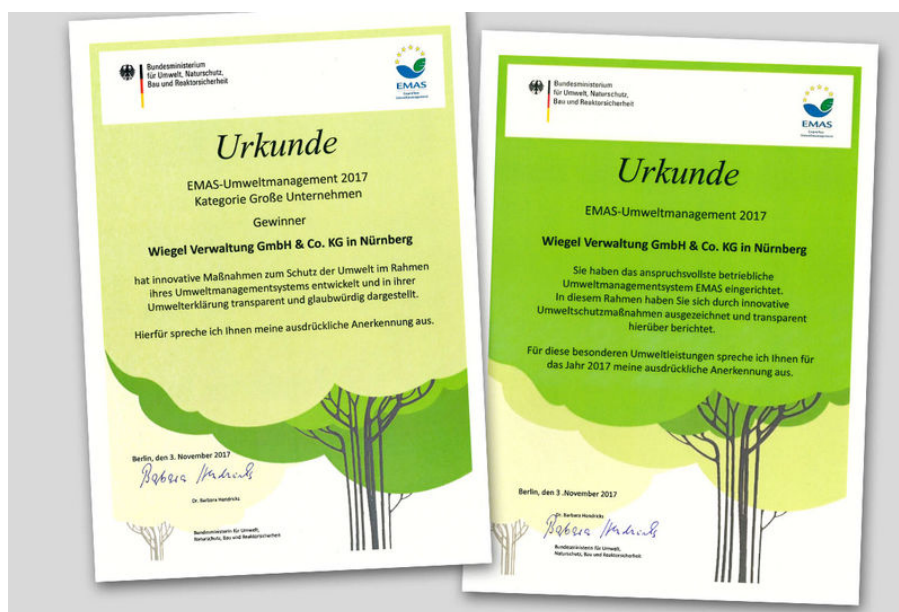 Bundesministerium
für Umwelt, Naturschutz,
Bau und Reaktorsicherheit
EMAS
Urkunde
EMAS-Umweltmanagement 2017
Kategorie Große Unternehmen
Gewinner
Wiegel Verwaltung GmbH & Co. KG in Nürnberg
hat innovative Maßnahmen zum Schutz der Umwelt im Rahmen
ihres Umweltmanagementsystems entwickelt und in ihrer
Umwelterklärung transparent und glaubwürdig dargestellt.
Hierfür spreche ich Ihnen meine ausdrückliche Anerkennung aus.
Berlin, den 3. November 2017
Barbara Hendricks
Dr. Barbara Hendricks
Bundesministerin für Umwelt,
Naturschutz, Bau und Reaktorsicherheit
Bundesministerium
für Umwelt, Naturschutz,
Bau und Reaktorsicherheit
EMAS
Urkunde
EMAS-Umweltmanagement 2017
Wiegel Verwaltung GmbH & Co. KG in Nürnberg
Sie haben das anspruchsvollste betriebliche
Umweltmanagementsystem EMAS eingerichtet.
In diesem Rahmen haben Sie sich durch innovative
Umweltschutzmaßnahmen ausgezeichnet und transparent
hierüber berichtet.
Für diese besonderen Umweltleistungen spreche ich Ihnen für
das Jahr 2017 meine ausdrückliche Anerkennung aus.
Berlin, den 3 .November 2017
Dr. Barbara Hendricks
Barbara Hendricks
Bundesministerin für Umwelt,
Naturschutz, Bau und Reaktorsicherheit